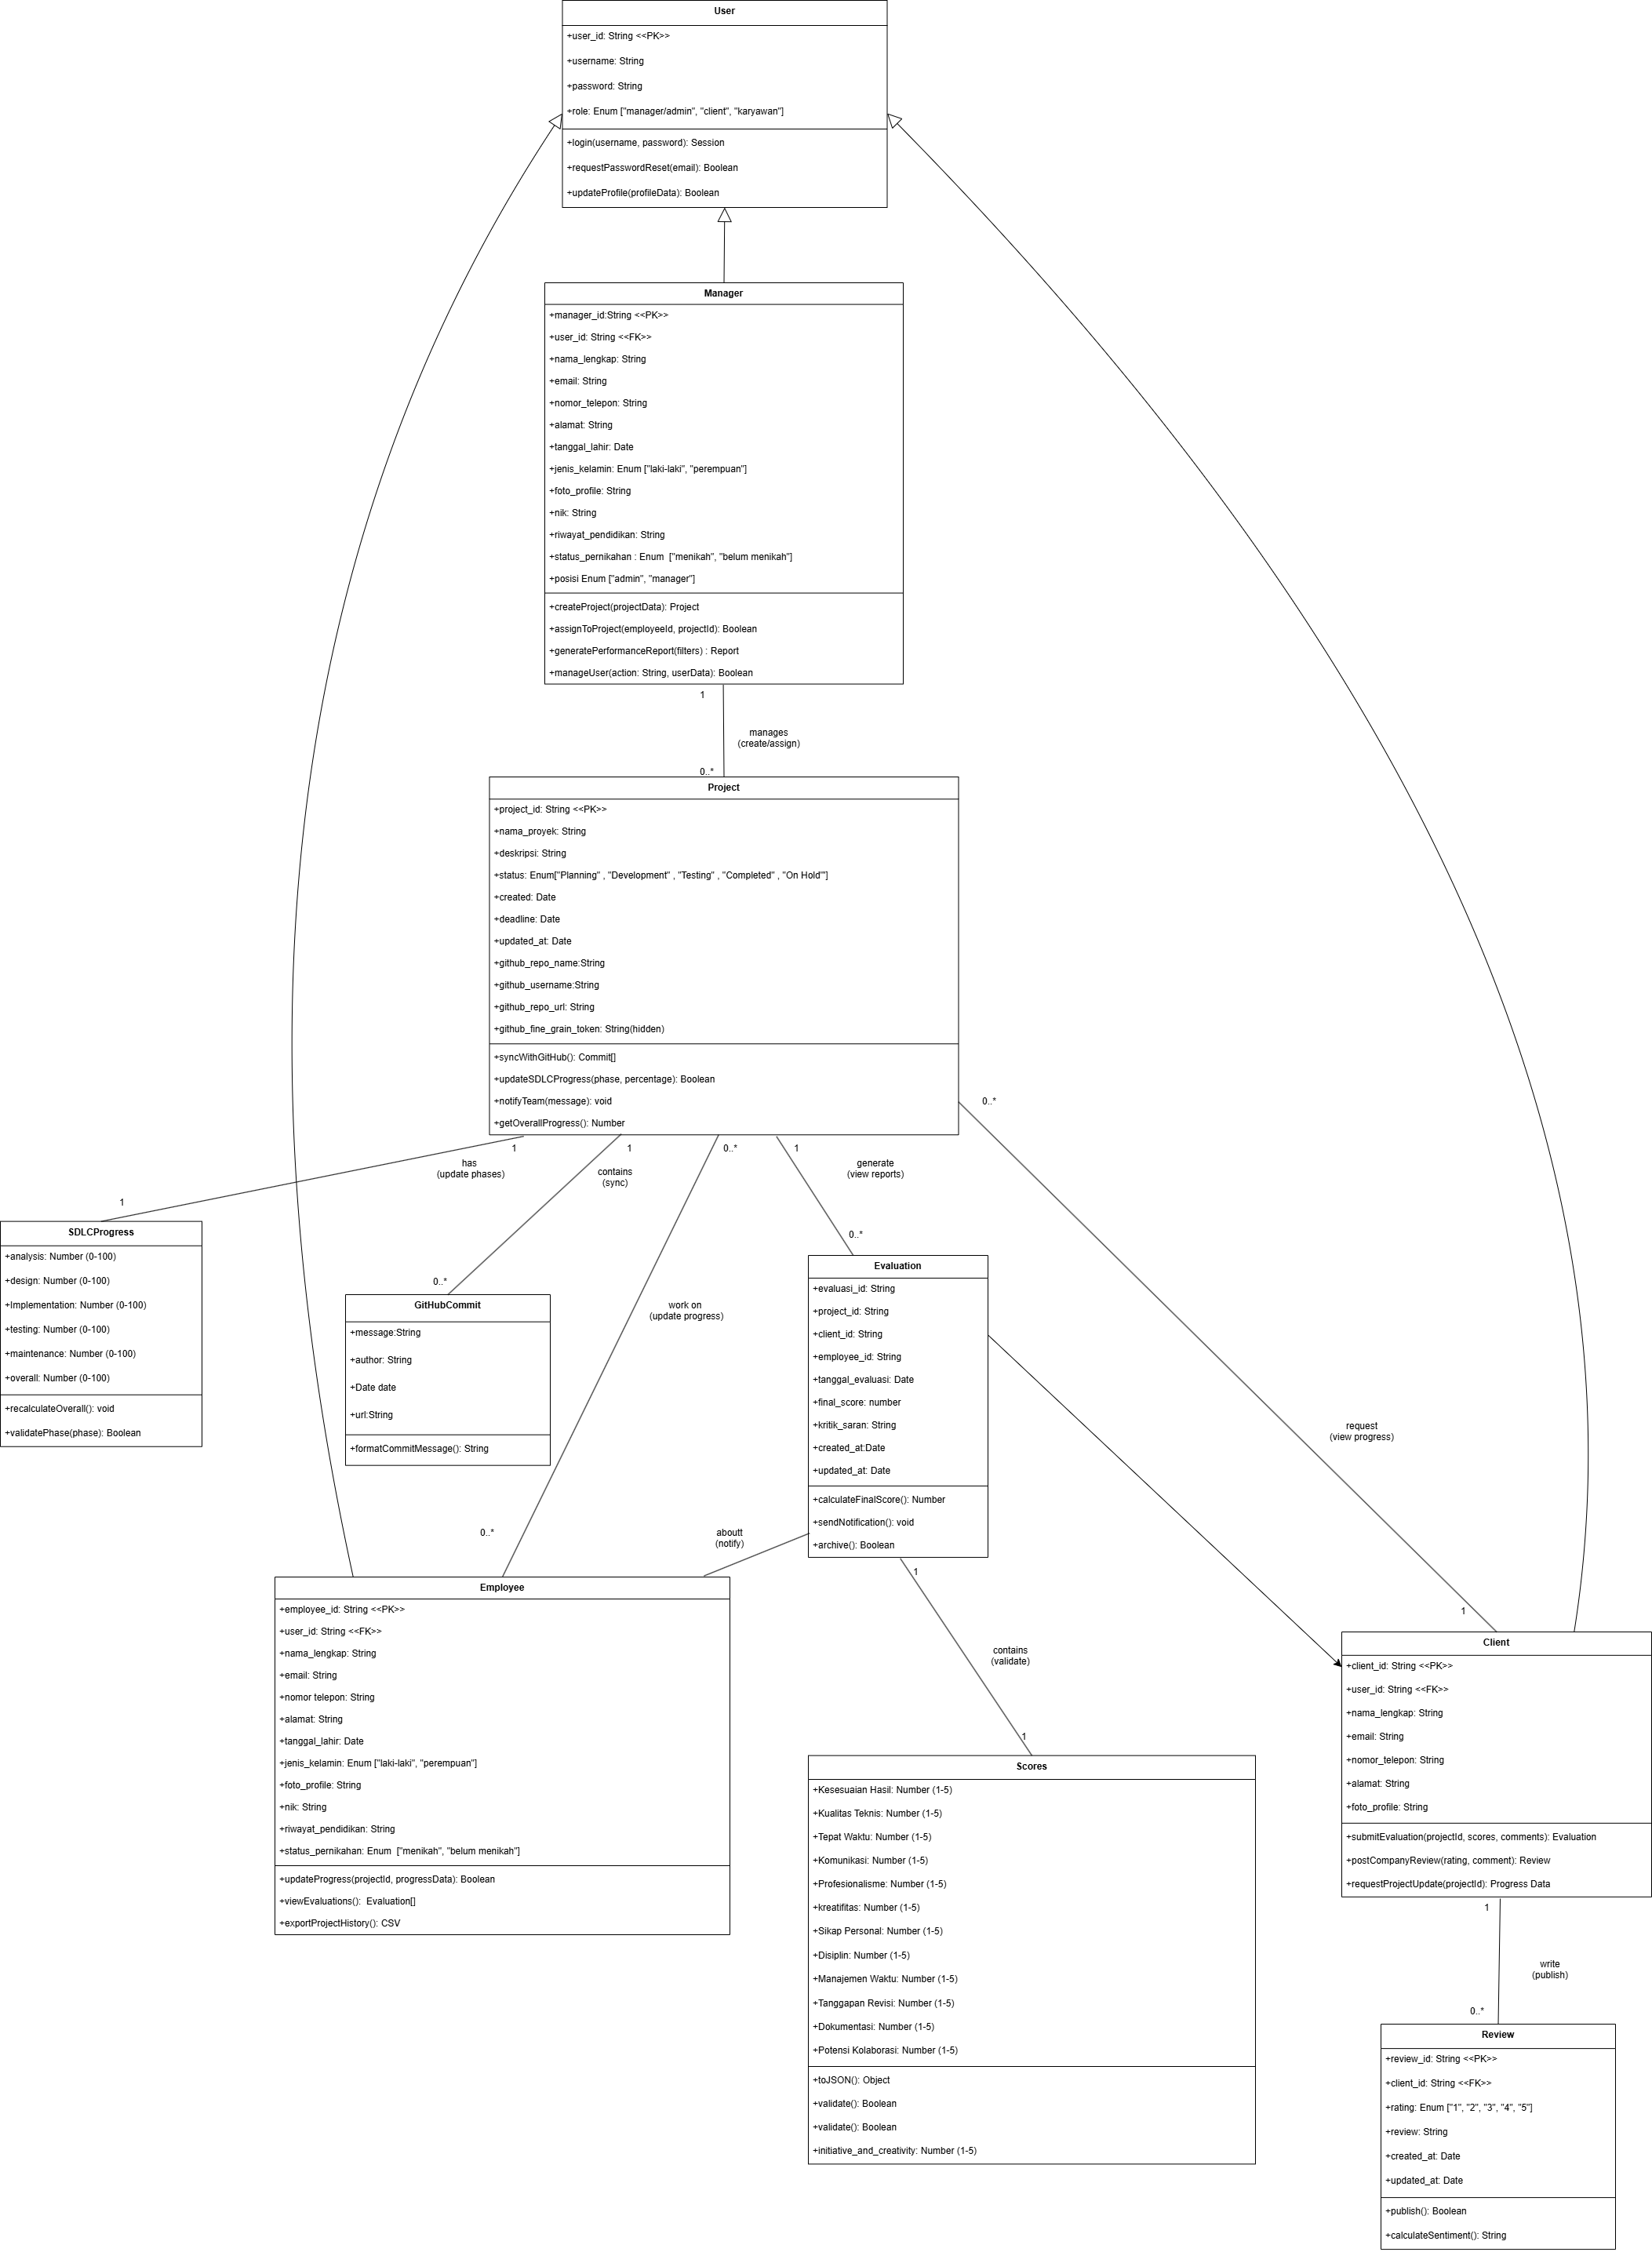 User
+user_id: String <<PK>>
+username: String
+password: String
+role: Enum ["manager/admin", "client", "karyawan"]
+login(username, password): Session
+requestPasswordReset(email): Boolean
+updateProfile(profileData): Boolean
Manager
+manager_id:String <<PK>>
+user_id: String <<FK>>
+nama_lengkap: String
+email: String
+nomor_telepon: String
+alamat: String
+tanggal_lahir: Date
+jenis_kelamin: Enum ["laki-laki", "perempuan"]
+foto_profile: String
+nik: String
+riwayat_pendidikan: String
+status_pernikahan : Enum  ["menikah", "belum menikah"]
+posisi Enum ["admin", "manager"]
+createProject(projectData): Project
+assignToProject(employeeId, projectId): Boolean
+generatePerformanceReport(filters) : Report
+manageUser(action: String, userData): Boolean
1
manages
(create/assign)
0..*
Project
+project_id: String <<PK>>
+nama_proyek: String
+deskripsi: String
+status: Enum["Planning" , "Development" , "Testing" , "Completed" , "On Hold'"]
+created: Date
+deadline: Date
+updated_at: Date
+github_repo_name:String
+github_username:String
+github_repo_url: String
+github_fine_grain_token: String(hidden)
+syncWithGitHub(): Commit[]
+updateSDLCProgress(phase, percentage): Boolean
+notifyTeam(message): void
+getOverallProgress(): Number
0..*
1
1
0..*
1
has
(update phases)
contains
(sync)
generate
(view reports)
1
0..*
0..*
SDLCProgress
+analysis: Number (0-100)
+design: Number (0-100)
+Implementation: Number (0-100)
+testing: Number (0-100)
+maintenance: Number (0-100)
+overall: Number (0-100)
+recalculateOverall(): void
+validatePhase(phase): Boolean
GitHubCommit
+message:String
+author: String
+Date date
+url:String
+formatCommitMessage(): String
work on
(update progress)
Evaluation
+evaluasi_id: String
+project_id: String
+client_id: String
+employee_id: String
+tanggal_evaluasi: Date
+final_score: number
+kritik_saran: String
+created_at:Date
+updated_at: Date
+calculateFinalScore(): Number
+sendNotification(): void
+archive(): Boolean
request
(view progress)
0..*
aboutt
(notify)
1
1
Employee
+employee_id: String <<PK>>
+user_id: String <<FK>>
+nama_lengkap: String
+email: String
+nomor telepon: String
+alamat: String
+tanggal_lahir: Date
+jenis_kelamin: Enum ["laki-laki", "perempuan"]
+foto_profile: String
+nik: String
+riwayat_pendidikan: String
+status_pernikahan: Enum  ["menikah", "belum menikah"]
+updateProgress(projectId, progressData): Boolean
+viewEvaluations():  Evaluation[]
+exportProjectHistory(): CSV
contains
(validate)
1
Scores
+Kesesuaian Hasil: Number (1-5)
+Kualitas Teknis: Number (1-5)
+Tepat Waktu: Number (1-5)
+Komunikasi: Number (1-5)
+Profesionalisme: Number (1-5)
+kreatifitas: Number (1-5)
+Sikap Personal: Number (1-5)
+Disiplin: Number (1-5)
+Manajemen Waktu: Number (1-5)
+Tanggapan Revisi: Number (1-5)
+Dokumentasi: Number (1-5)
+Potensi Kolaborasi: Number (1-5)
+toJSON(): Object
+validate(): Boolean
+validate(): Boolean
+initiative_and_creativity: Number (1-5)
Client
+client_id: String <<PK>>
+user_id: String <<FK>>
+nama_lengkap: String
+email: String
+nomor_telepon: String
+alamat: String
+foto_profile: String
+submitEvaluation(projectId, scores, comments): Evaluation
+postCompanyReview(rating, comment): Review
+requestProjectUpdate(projectId): Progress Data
1
write
(publish)
0..*
Review
+review_id: String <<PK>>
+client_id: String <<FK>>
+rating: Enum ["1", "2", "3", "4", "5"]
+review: String
+created_at: Date
+updated_at: Date
+publish(): Boolean
+calculateSentiment(): String